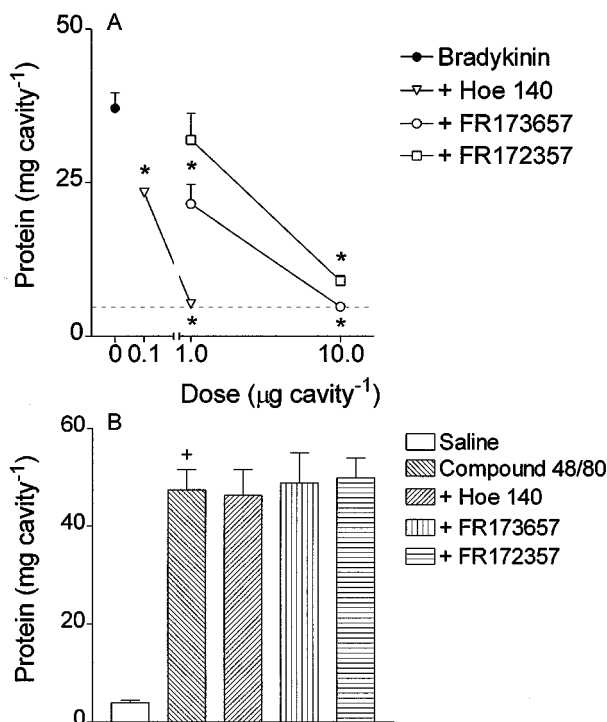 A
50
25
0
Protein (mg cavity⁻¹)
0 0.1 1.0 10.0
Dose (μg cavity⁻¹)
Bradykinin
+ Hoe 140
+ FR173657
+ FR172357
*
*
*
*
*
B
60
40
20
0
Protein (mg cavity⁻¹)
+
Saline
Compound 48/80
+ Hoe 140
+ FR173657
+ FR172357